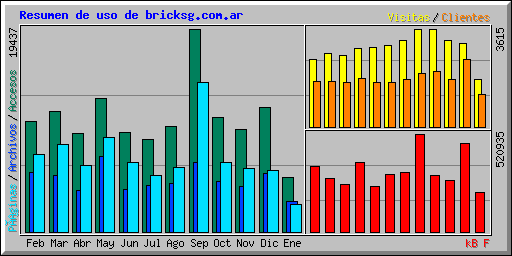 Resumen de uso de bricksg.com.ar
Visitas / Clientes
19437
3615
Páginas / Archivos / Accesos
520935
Feb Mar Abr May Jun Jul Ago Sep Oct Nov Dic Ene
kB F